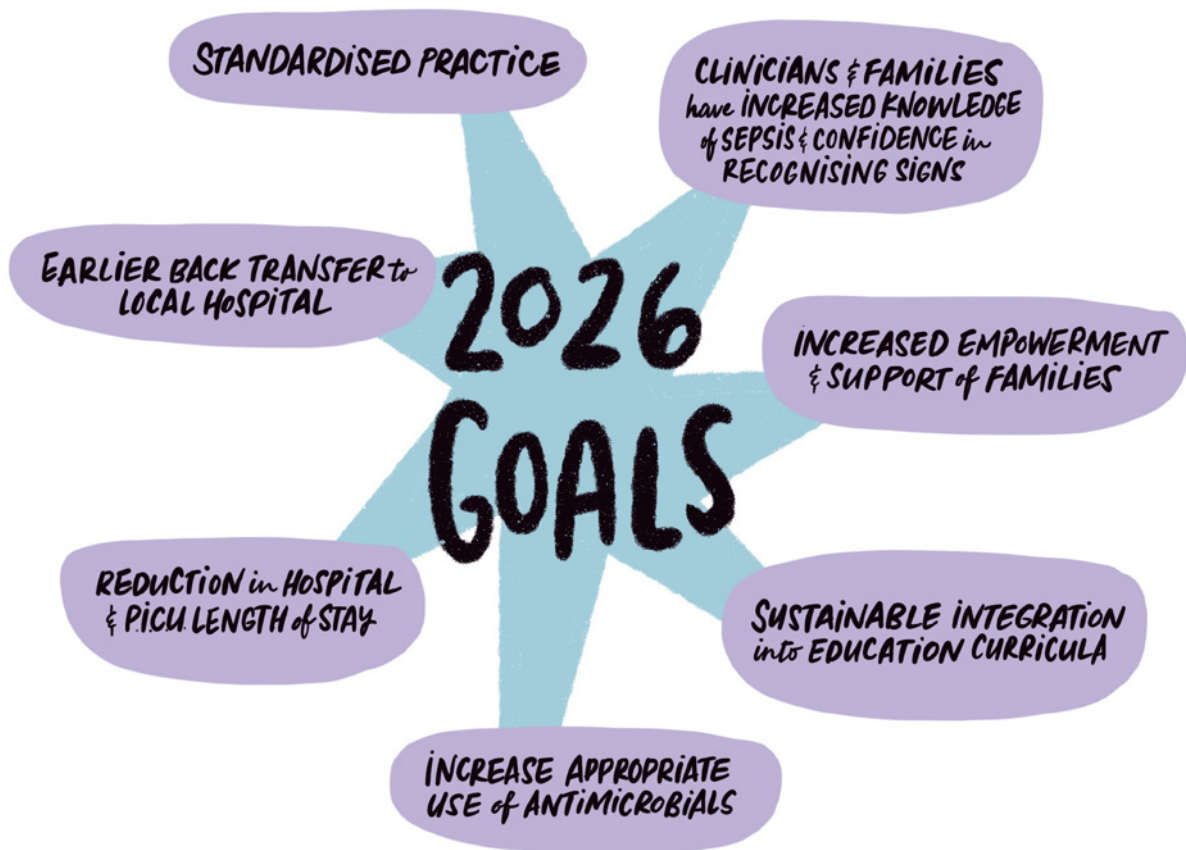 STANDARDISED PRACTICE
CLINICIANS & FAMILIES
have INCREASED KNOWLEDGE
of SEPSIS & CONFIDENCE in
RECOGNISING SIGNS
EARLIER BACK TRANSFER to
LOCAL HOSPITAL
2026
GOALS
INCREASED EMPOWERMENT
& SUPPORT of FAMILIES
REDUCTION in HOSPITAL
& P.I.C.U. LENGTH of STAY
SUSTAINABLE INTEGRATION
into EDUCATION CURRICULA
INCREASE APPROPRIATE
USE of ANTIMICROBIALS